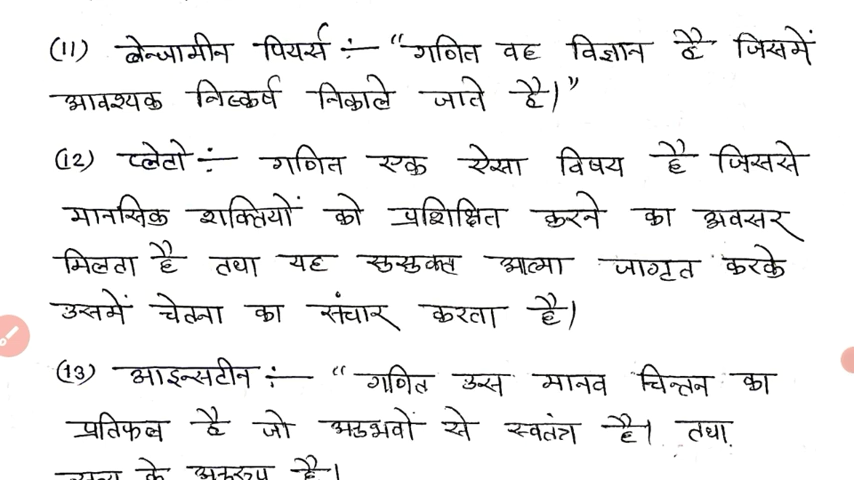 (11) बेन्जामीन पियर्स :— "गणित वह विज्ञान है जिसमें
आवश्यक निष्कर्ष निकाले जाते है।"
(12) प्लेटो :— गणित एक ऐसा विषय है जिससे
मानसिक शक्तियों को प्रशिक्षित करने का अवसर
मिलता है तथा यह आत्मा जागृत करके
उसमें चेतना का संचार करता है।
(13) आइन्सटीन :— "गणित उस मानव चिन्तन का
प्रतिफल है जो अनुभवों से स्वतंत्र है। तथा
के अनुरूप है।